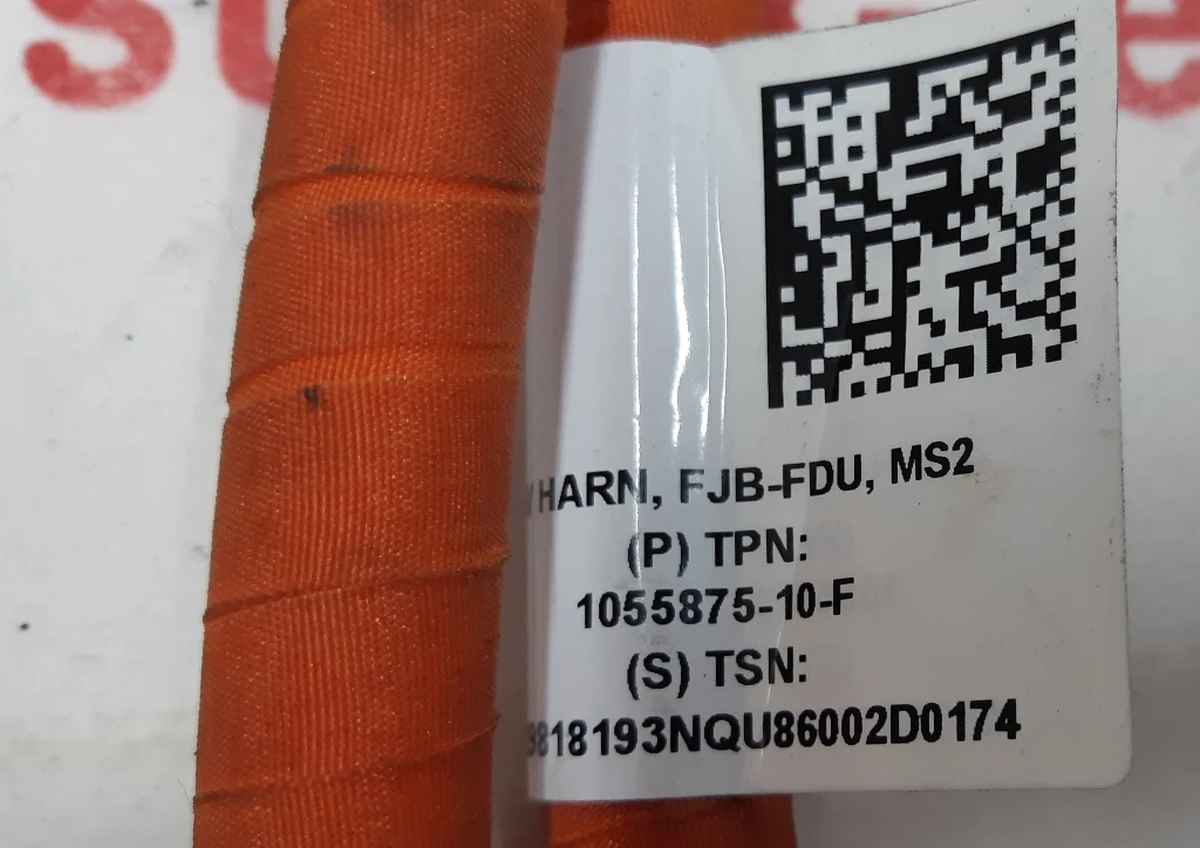 HARN, FJB-FDU, MS2
(P) TPN:
1055875-10-F
(S) TSN:
818193NQU86002D0174